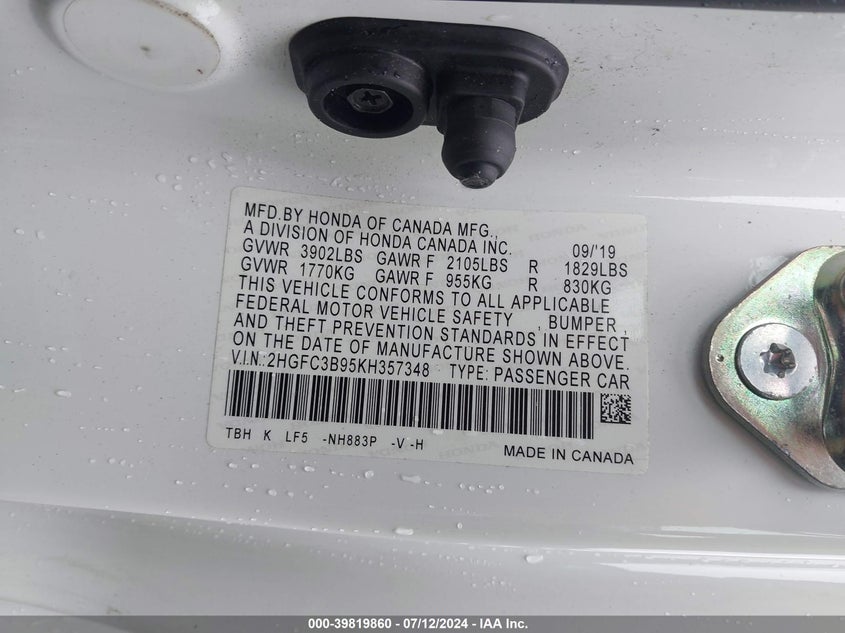 MFD.BY HONDA OF CANADA MFG.,
A DIVISION OF HONDA CANADA INC. 09/'19
GVWR 3902LBS GAWR F 2105LBS R 1829LBS
GVWR 1770KG GAWR F 955KG R 830KG
THIS VEHICLE CONFORMS TO ALL APPLICABLE
FEDERAL MOTOR VEHICLE SAFETY , BUMPER ,
AND THEFT PREVENTION STANDARDS IN EFFECT
ON THE DATE OF MANUFACTURE SHOWN ABOVE.
V.I.N.:2HGFC3B95KH357348 TYPE: PASSENGER CAR
TBH K LF5 -NH883P -V -H
MADE IN CANADA
000-39819860 - 07/12/2024 - IAA Inc.